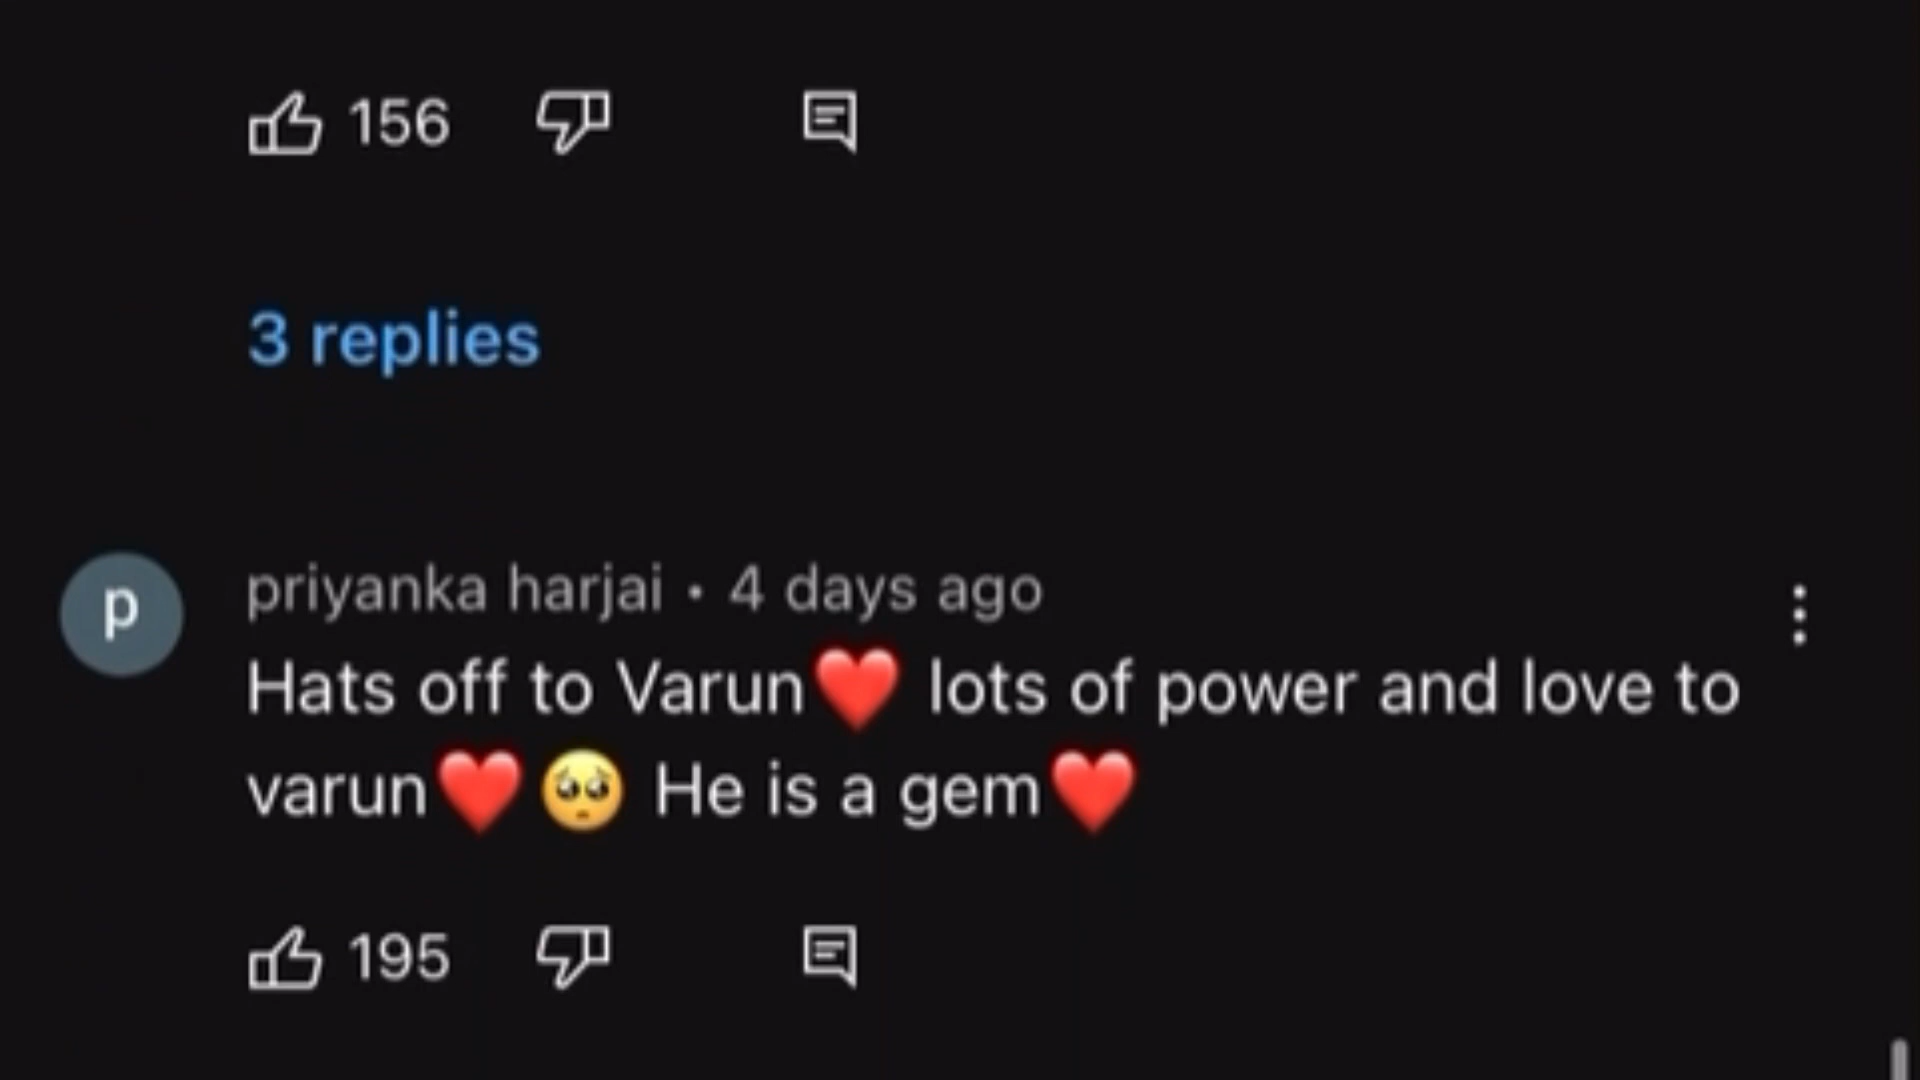 156
3 replies
p
priyanka harjai • 4 days ago
Hats off to Varun❤️ lots of power and love to
varun❤️🥺 He is a gem❤️
195